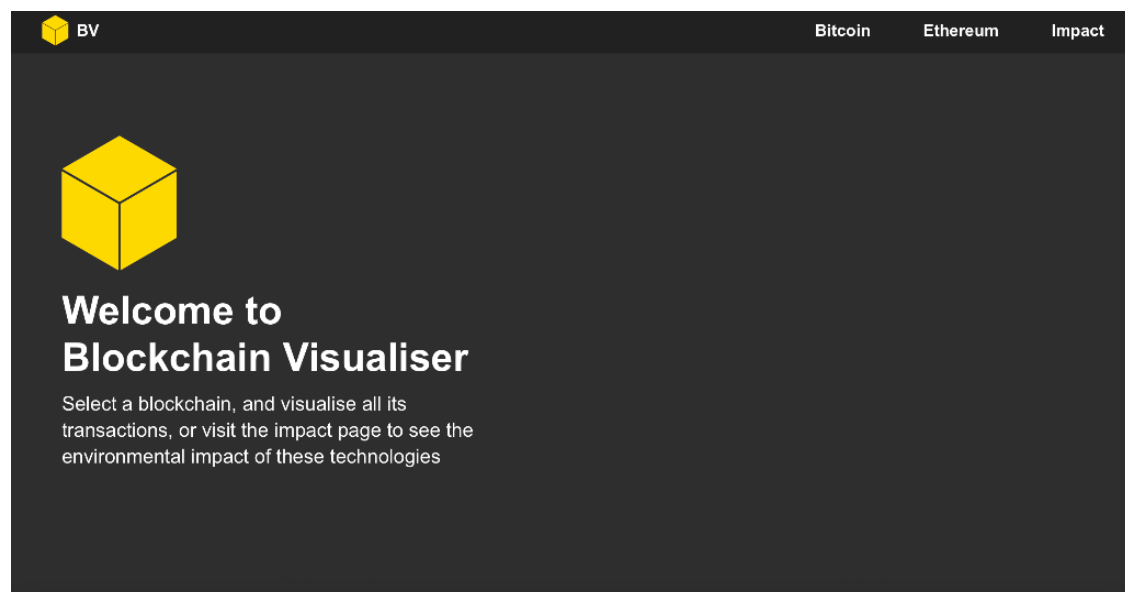 BV
Bitcoin
Ethereum
Impact
Welcome to
Blockchain Visualiser
Select a blockchain, and visualise all its
transactions, or visit the impact page to see the
environmental impact of these technologies